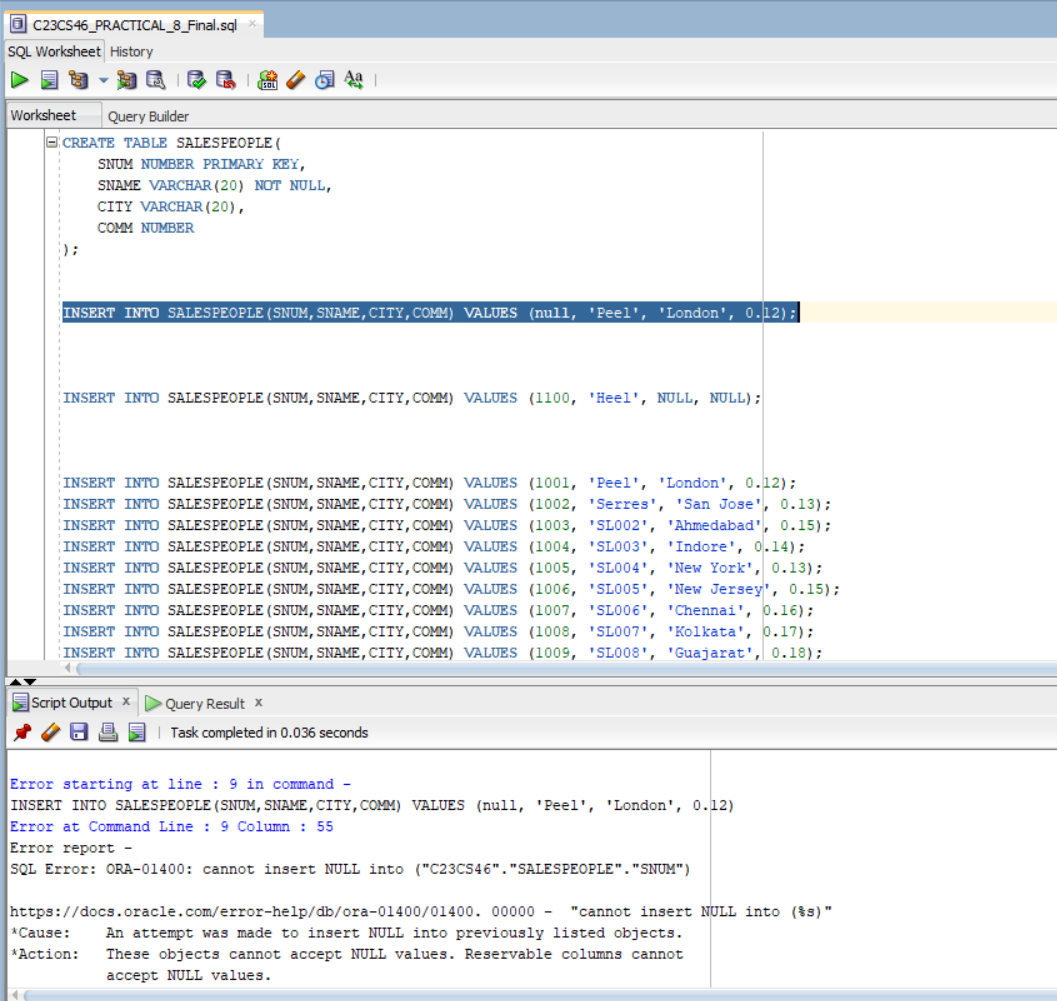 C23CS46_PRACTICAL_8_Final.sql
SQL Worksheet History
Worksheet Query Builder
CREATE TABLE SALESPEOPLE(
SNUM NUMBER PRIMARY KEY,
SNAME VARCHAR(20) NOT NULL,
CITY VARCHAR(20),
COMM NUMBER
);
INSERT INTO SALESPEOPLE(SNUM,SNAME,CITY,COMM) VALUES (null, 'Peel', 'London', 0.12);
INSERT INTO SALESPEOPLE(SNUM,SNAME,CITY,COMM) VALUES (1100, 'Heel', NULL, NULL);
INSERT INTO SALESPEOPLE(SNUM,SNAME,CITY,COMM) VALUES (1001, 'Peel', 'London', 0.12);
INSERT INTO SALESPEOPLE(SNUM,SNAME,CITY,COMM) VALUES (1002, 'Serres', 'San Jose', 0.13);
INSERT INTO SALESPEOPLE(SNUM,SNAME,CITY,COMM) VALUES (1003, 'SL002', 'Ahmedabad', 0.15);
INSERT INTO SALESPEOPLE(SNUM,SNAME,CITY,COMM) VALUES (1004, 'SL003', 'Indore', 0.14);
INSERT INTO SALESPEOPLE(SNUM,SNAME,CITY,COMM) VALUES (1005, 'SL004', 'New York', 0.13);
INSERT INTO SALESPEOPLE(SNUM,SNAME,CITY,COMM) VALUES (1006, 'SL005', 'New Jersey', 0.15);
INSERT INTO SALESPEOPLE(SNUM,SNAME,CITY,COMM) VALUES (1007, 'SL006', 'Chennai', 0.16);
INSERT INTO SALESPEOPLE(SNUM,SNAME,CITY,COMM) VALUES (1008, 'SL007', 'Kolkata', 0.17);
INSERT INTO SALESPEOPLE(SNUM,SNAME,CITY,COMM) VALUES (1009, 'SL008', 'Guajarat', 0.18);
Script Output x Query Result x
Task completed in 0.036 seconds
Error starting at line : 9 in command -
INSERT INTO SALESPEOPLE(SNUM,SNAME,CITY,COMM) VALUES (null, 'Peel', 'London', 0.12)
Error at Command Line : 9 Column : 55
Error report -
SQL Error: ORA-01400: cannot insert NULL into ("C23CS46"."SALESPEOPLE"."SNUM")
https://docs.oracle.com/error-help/db/ora-01400/01400. 00000 - "cannot insert NULL into (%s)"
*Cause: An attempt was made to insert NULL into previously listed objects.
*Action: These objects cannot accept NULL values. Reservable columns cannot
accept NULL values.